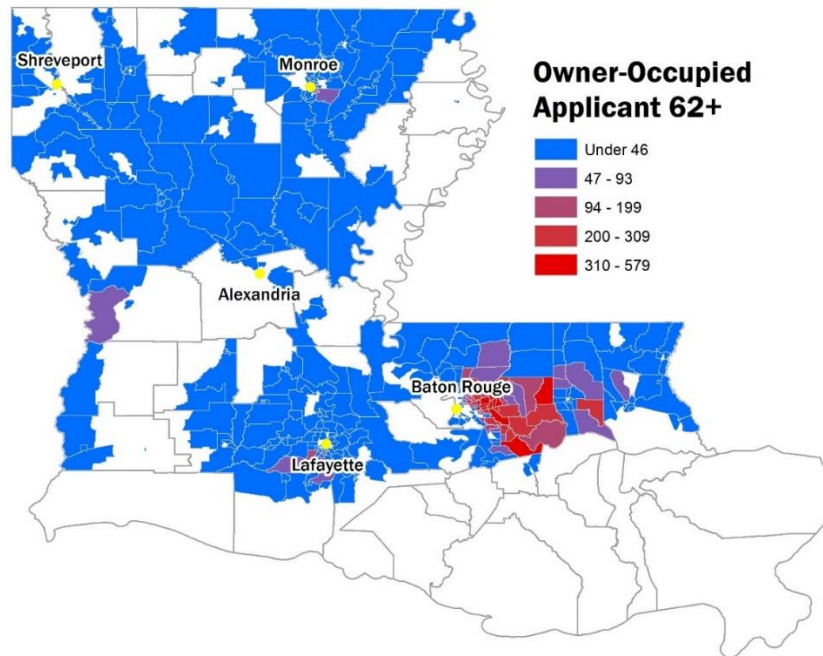 Shreveport
Monroe
Owner-Occupied
Applicant 62+
Under 46
47 - 93
94 - 199
200 - 309
310 - 579
Alexandria
Baton Rouge
Lafayette